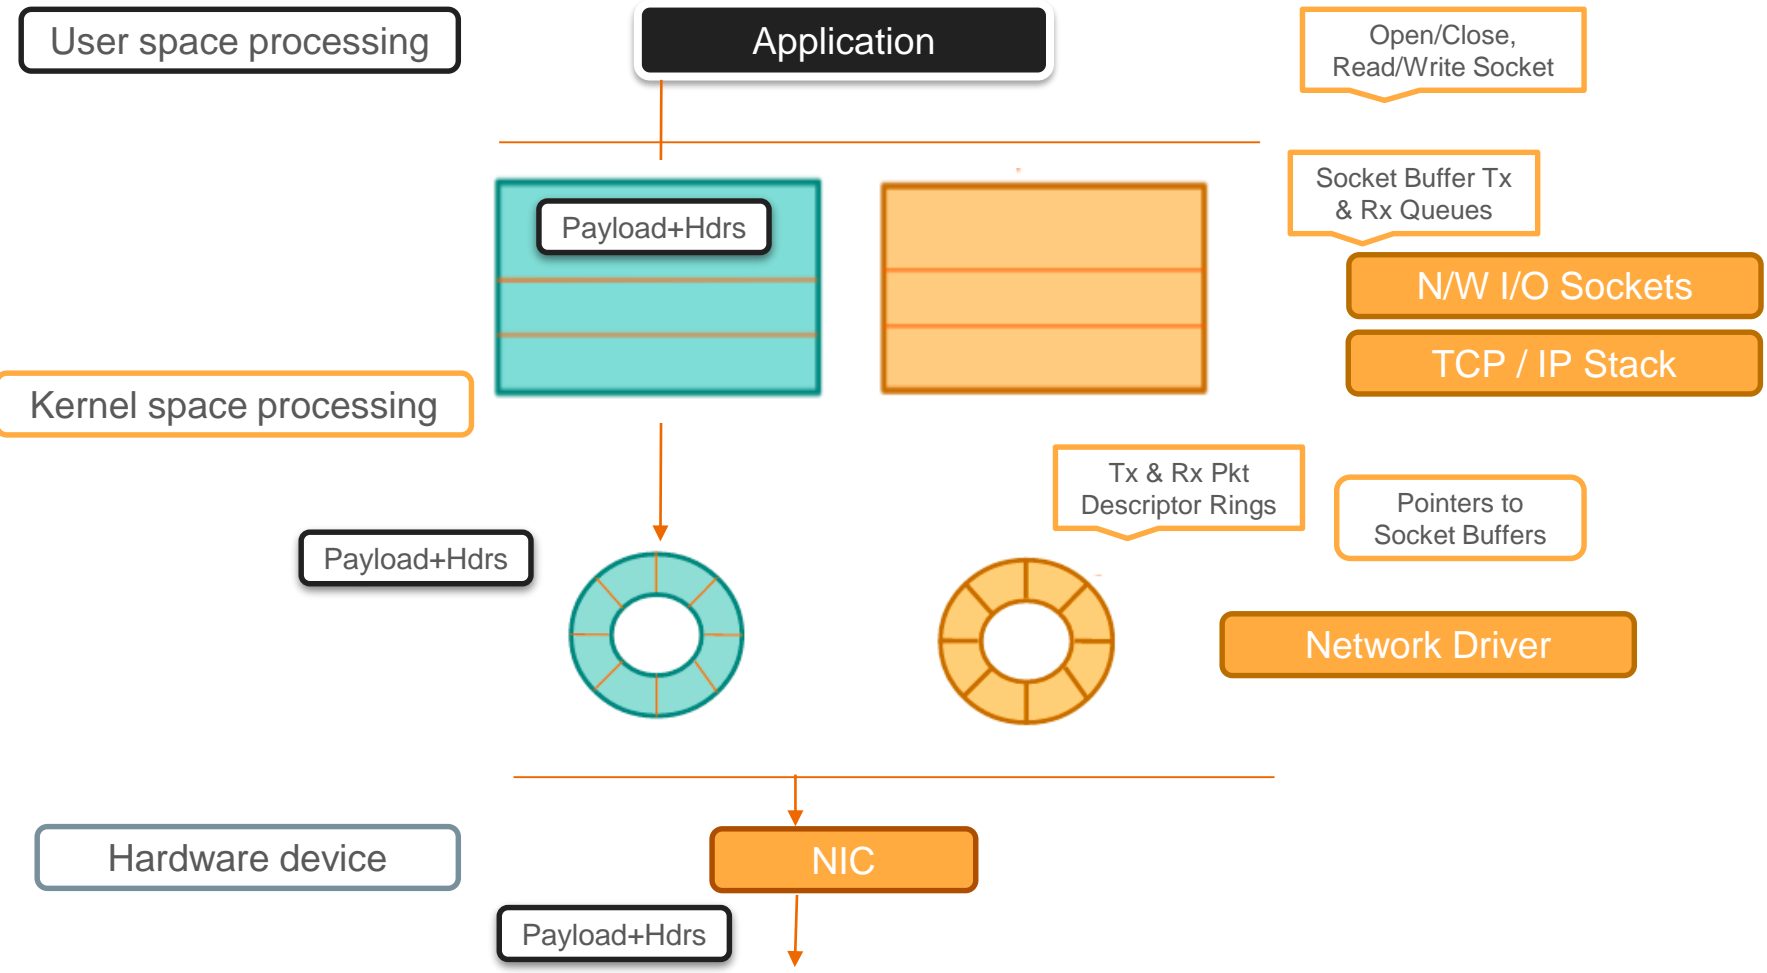 User space processing
Application
Open/Close,
Read/Write Socket
Socket Buffer Tx
& Rx Queues
Payload+Hdrs
N/W I/O Sockets
TCP / IP Stack
Kernel space processing
Tx & Rx Pkt
Descriptor Rings
Pointers to
Socket Buffers
Payload+Hdrs
Network Driver
Hardware device
NIC
Payload+Hdrs